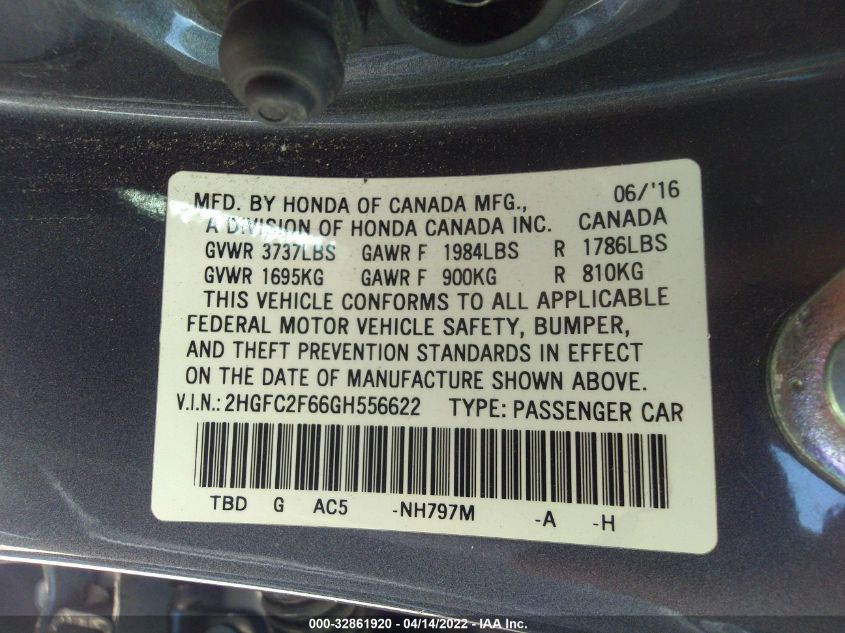 MFD. BY HONDA OF CANADA MFG., 06/'16
A DIVISION OF HONDA CANADA INC. CANADA
GVWR 3737LBS GAWR F 1984LBS R 1786LBS
GVWR 1695KG GAWR F 900KG R 810KG
THIS VEHICLE CONFORMS TO ALL APPLICABLE
FEDERAL MOTOR VEHICLE SAFETY, BUMPER,
AND THEFT PREVENTION STANDARDS IN EFFECT
ON THE DATE OF MANUFACTURE SHOWN ABOVE.
V.I.N.: 2HGFC2F66GH556622 TYPE: PASSENGER CAR
TBD G AC5 -NH797M -A -H
000-32861920 - 04/14/2022 - IAA Inc.